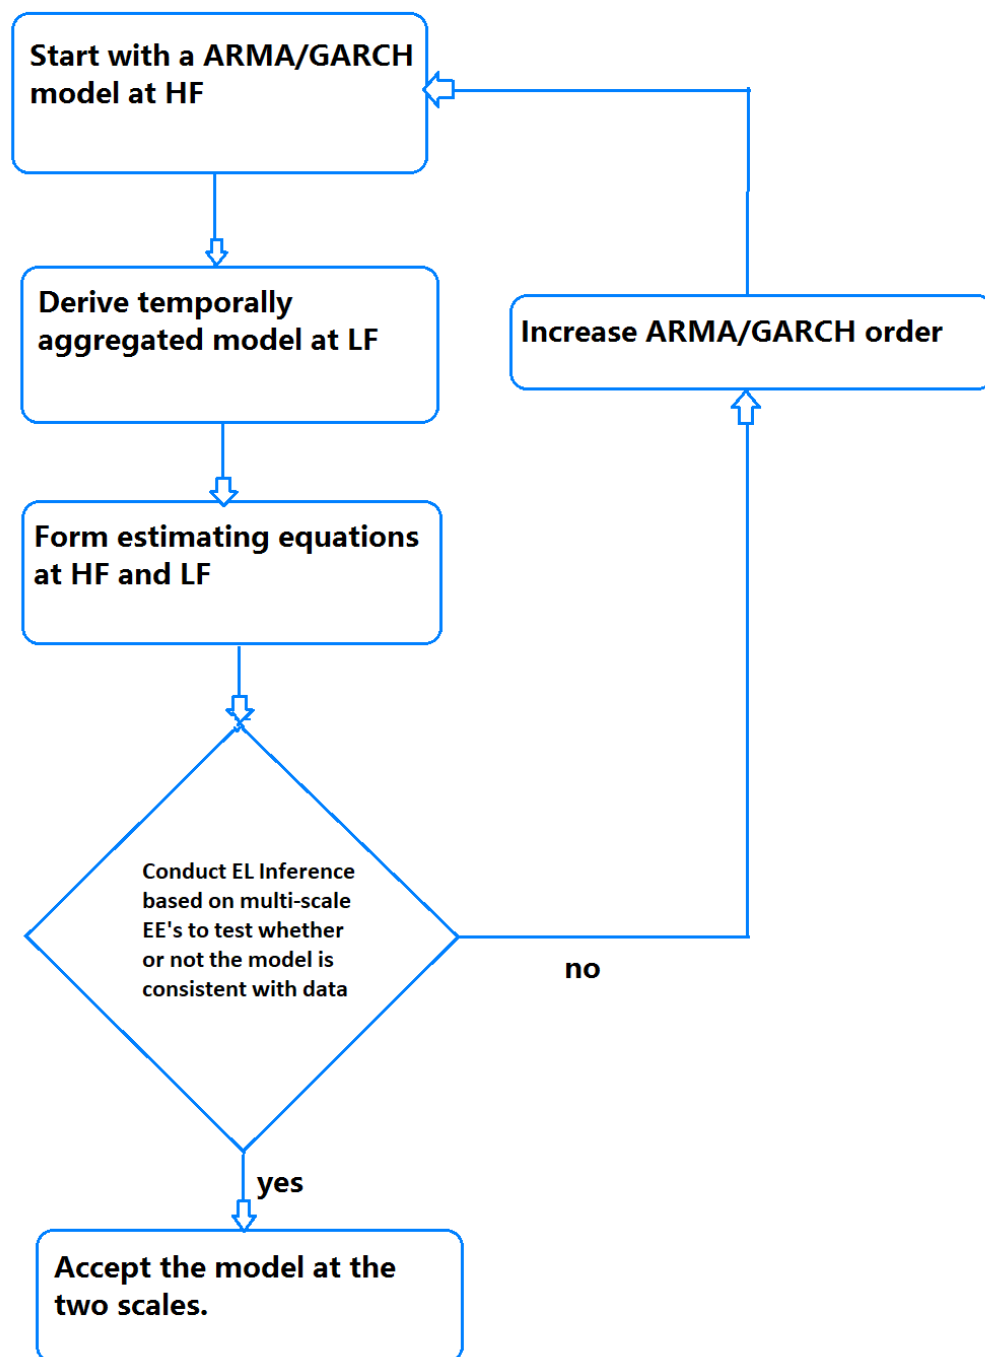 Start with a ARMA/GARCH
model at HF
Derive temporally
aggregated model at LF
Increase ARMA/GARCH order
Form estimating equations
at HF and LF
Conduct EL Inference
based on multi-scale
EE's to test whether
or not the model is
consistent with data
no
yes
Accept the model at the
two scales.